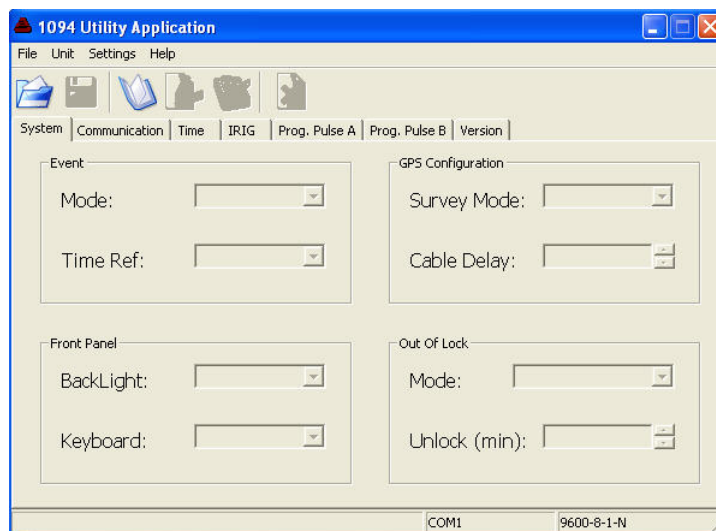 1094 Utility Application
File Unit Settings Help
System Communication Time IRIG Prog. Pulse A Prog. Pulse B Version
Event
Mode:
Time Ref:
GPS Configuration
Survey Mode:
Cable Delay:
Front Panel
BackLight:
Keyboard:
Out Of Lock
Mode:
Unlock (min):
COM1 9600-8-1-N